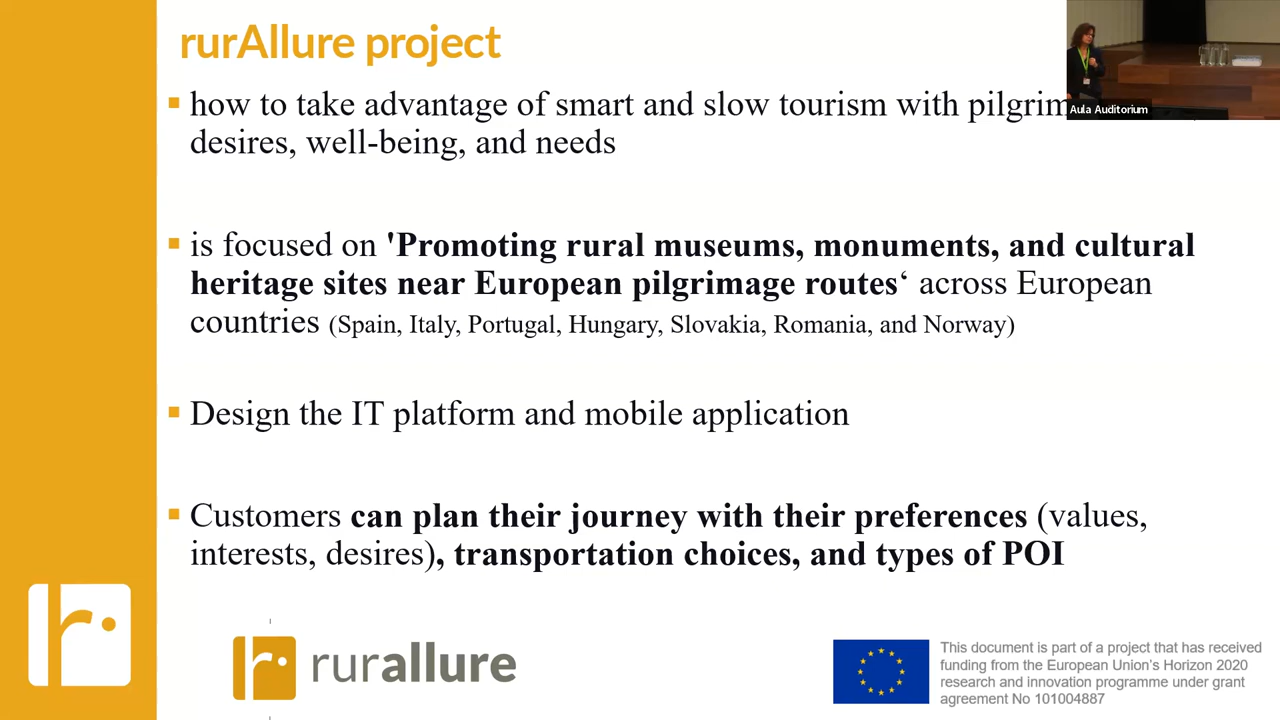 rurAllure project
▪ how to take advantage of smart and slow tourism with
desires, well-being, and needs
▪ is focused on 'Promoting rural museums, monuments, and cultural
heritage sites near European pilgrimage routes‘ across European
countries (Spain, Italy, Portugal, Hungary, Slovakia, Romania, and Norway)
▪ Design the IT platform and mobile application
▪ Customers can plan their journey with their preferences (values,
interests, desires), transportation choices, and types of POI
Aula Auditorium
r.
r.
rurallure
This document is part of a project that has received
funding from the European Union's Horizon 2020
research and innovation programme under grant
agreement No 101004887